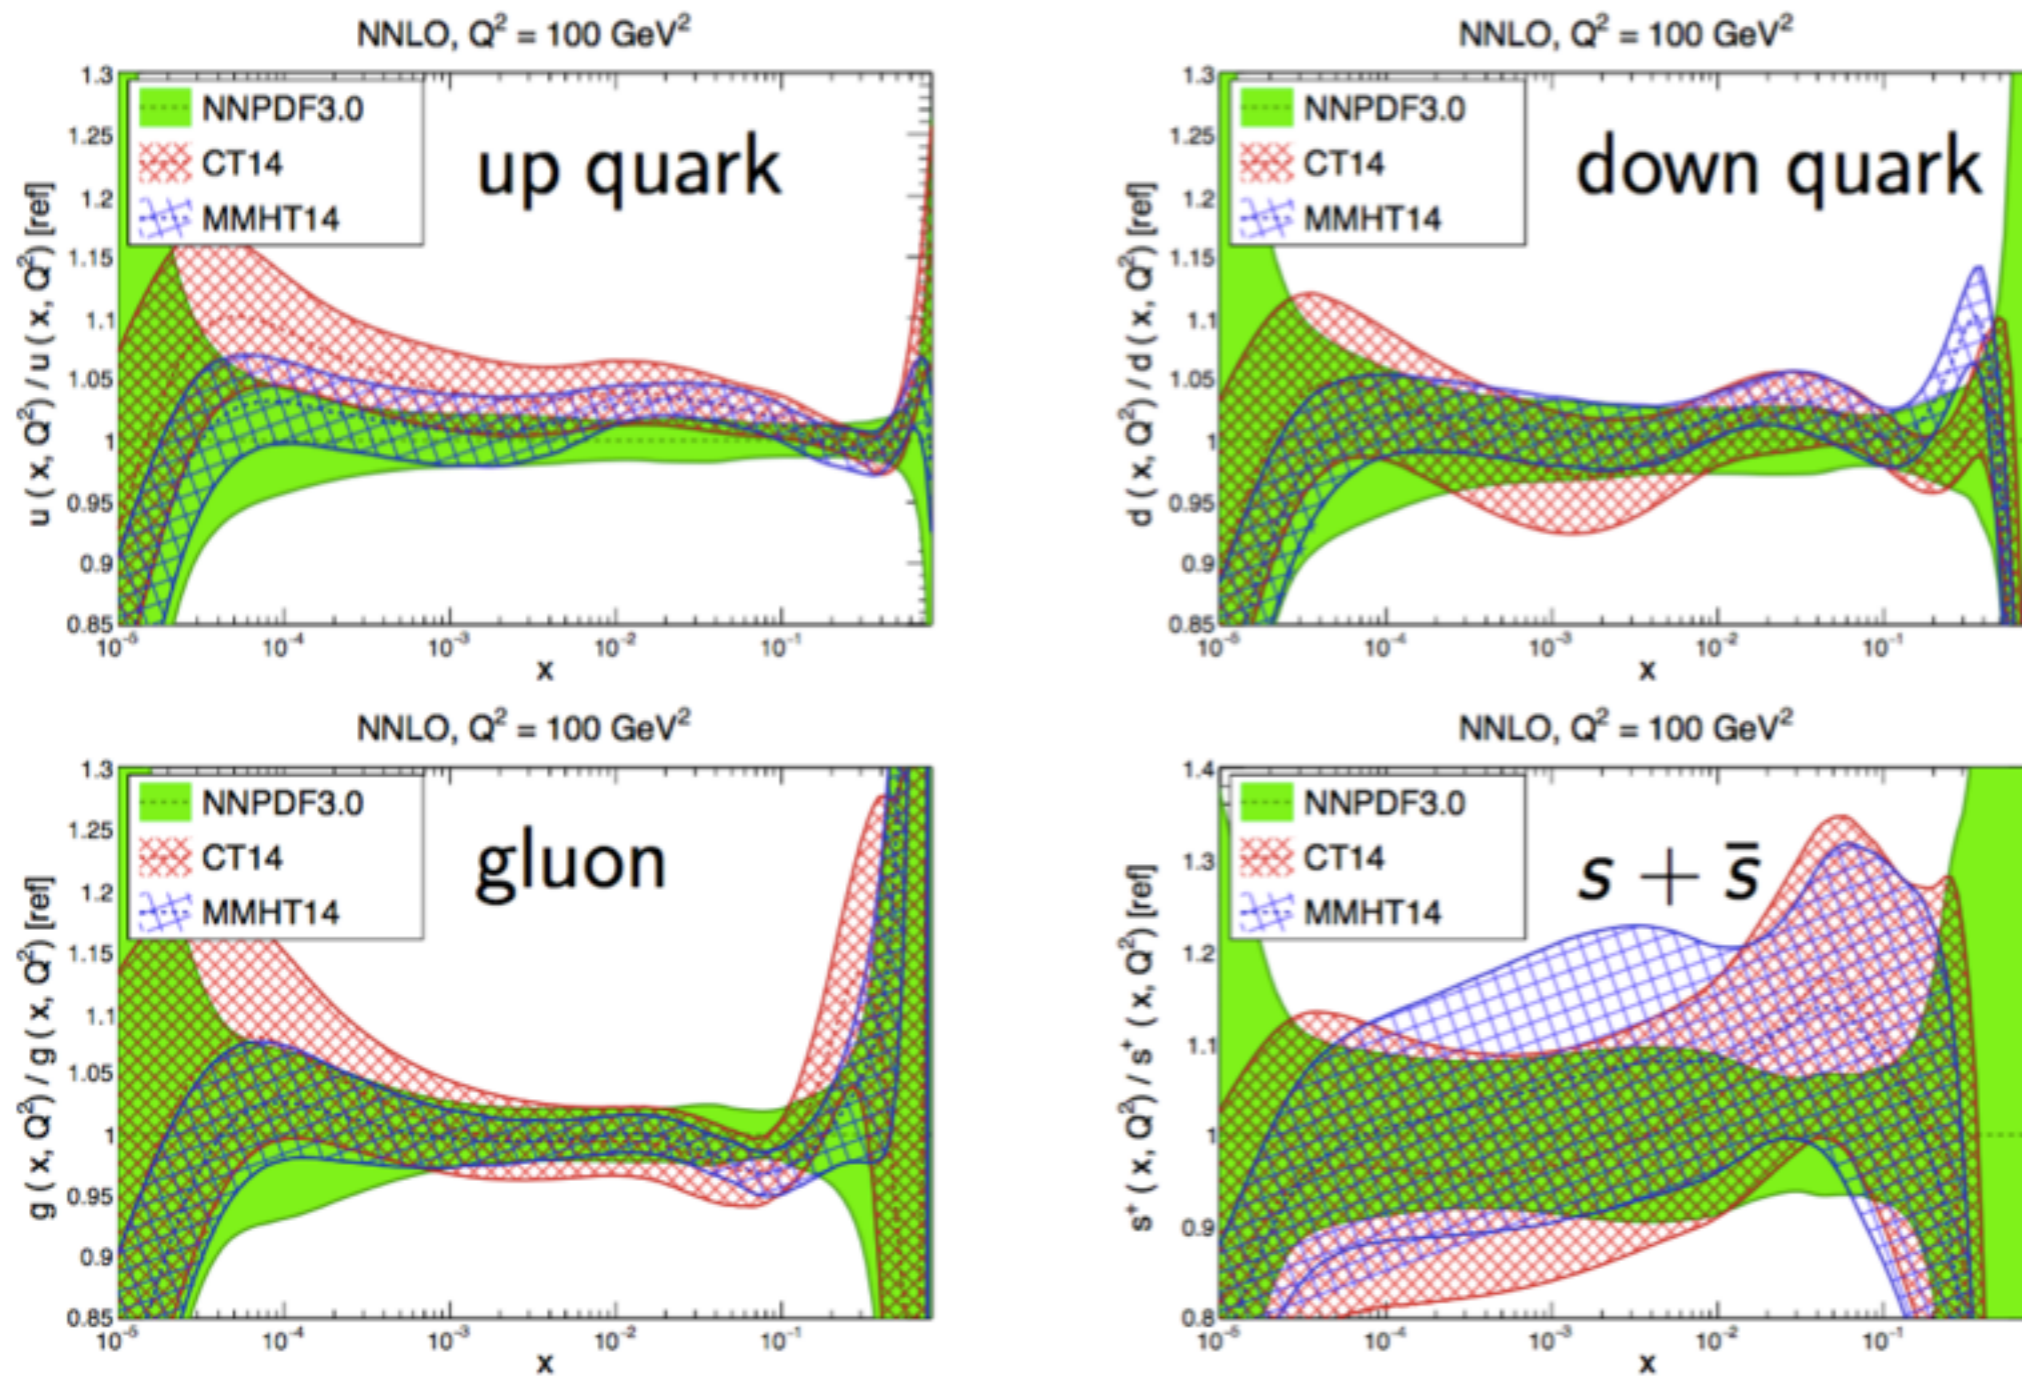 NNLO, Q² = 100 GeV²
1.3
1.25
1.2
1.15
1.1
1.05
1
0.95
0.9
0.85
u ( x, Q²) / u ( x, Q²) [ref]
NNPDF3.0
CT14
MMHT14
up quark
10⁻⁵ 10⁻⁴ 10⁻³ 10⁻² 10⁻¹
x
NNLO, Q² = 100 GeV²
1.3
1.25
1.2
1.15
1.1
1.05
1
0.95
0.9
0.85
d ( x, Q²) / d ( x, Q²) [ref]
NNPDF3.0
CT14
MMHT14
down quark
10⁻⁵ 10⁻⁴ 10⁻³ 10⁻² 10⁻¹
x
NNLO, Q² = 100 GeV²
1.3
1.25
1.2
1.15
1.1
1.05
1
0.95
0.9
0.85
g ( x, Q²) / g ( x, Q²) [ref]
NNPDF3.0
CT14
MMHT14
gluon
10⁻⁵ 10⁻⁴ 10⁻³ 10⁻² 10⁻¹
x
NNLO, Q² = 100 GeV²
1.4
1.3
1.2
1.1
1
0.9
0.8
s⁺ ( x, Q²) / s⁺ ( x, Q²) [ref]
NNPDF3.0
CT14
MMHT14
s + s̄
10⁻⁵ 10⁻⁴ 10⁻³ 10⁻² 10⁻¹
x